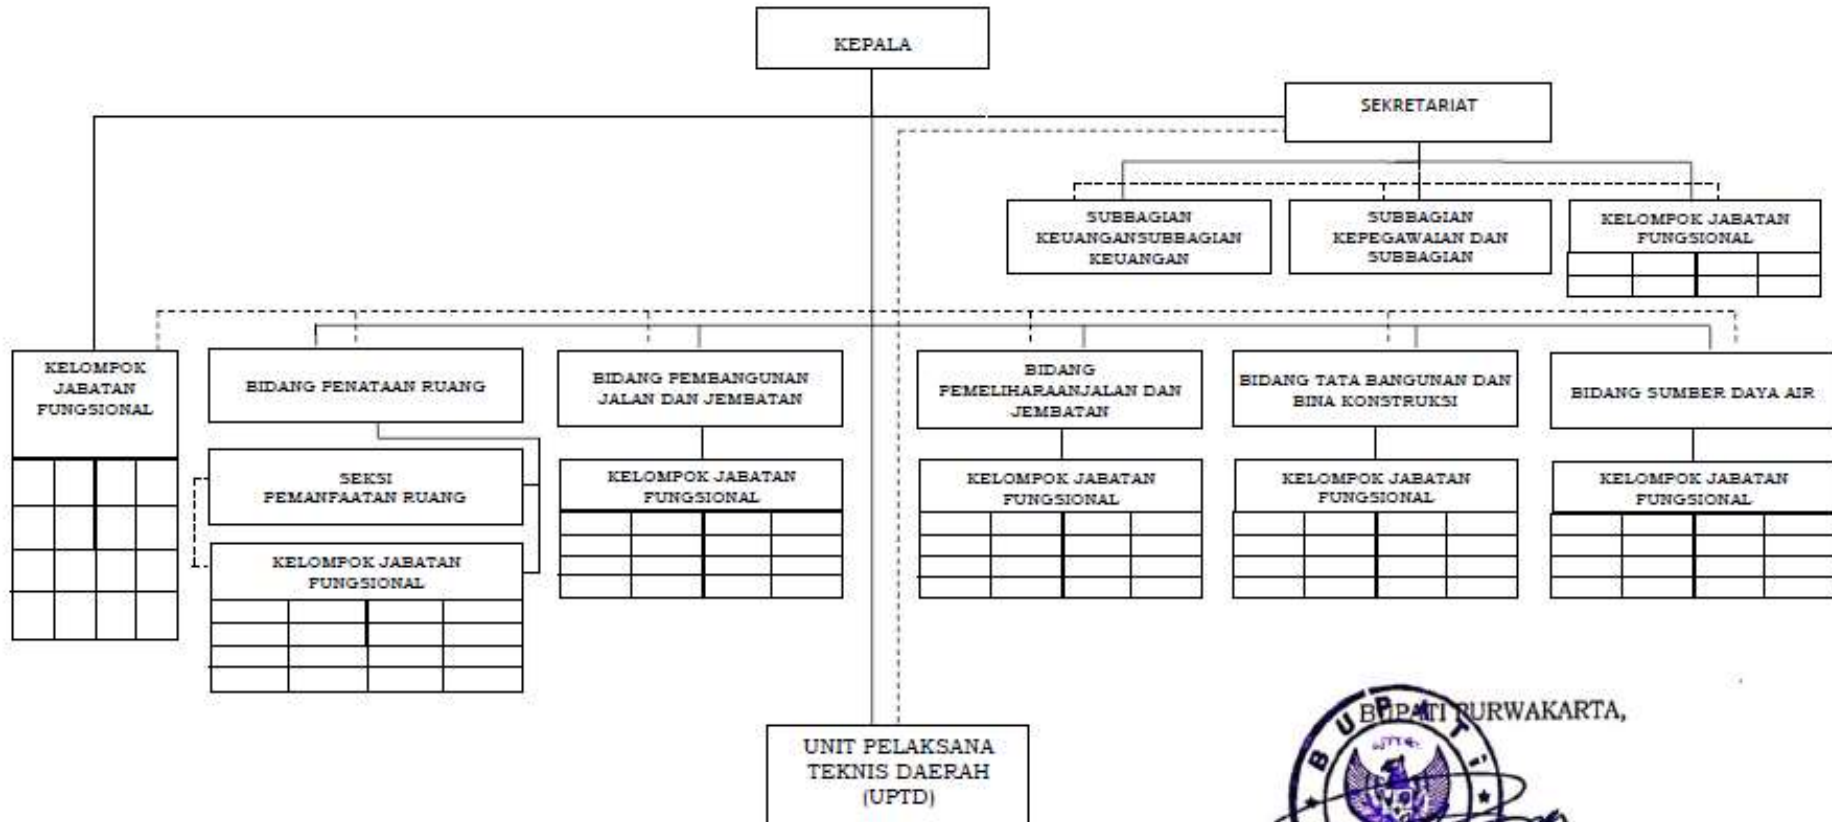 KEPALA
SEKRETARIAT
SUBBAGIAN
KEUANGANSUBBAGIAN
KEUANGAN
SUBBAGIAN
KEPEGAWAIAN DAN
SUBBAGIAN
KELOMPOK JABATAN
FUNGSIONAL
KELOMPOK
JABATAN
FUNGSIONAL
BIDANG PENATAAN RUANG
BIDANG PEMBANGUNAN
JALAN DAN JEMBATAN
BIDANG
PEMELIHARAANJALAN DAN
JEMBATAN
BIDANG TATA BANGUNAN DAN
BINA KONSTRUKSI
BIDANG SUMBER DAYA AIR
SEKSI
PEMANFAATAN RUANG
KELOMPOK JABATAN
FUNGSIONAL
KELOMPOK JABATAN
FUNGSIONAL
KELOMPOK JABATAN
FUNGSIONAL
KELOMPOK JABATAN
FUNGSIONAL
KELOMPOK JABATAN
FUNGSIONAL
UNIT PELAKSANA
TEKNIS DAERAH
(UPTD)
BUPATI PURWAKARTA,
BUPATI